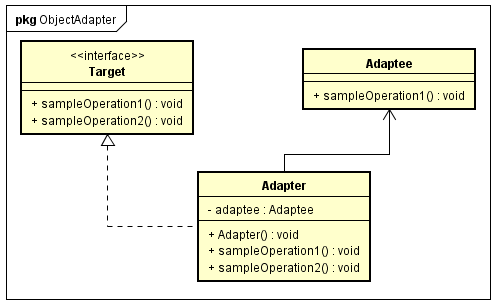 pkg ObjectAdapter
<<interface>>
Target
+ sampleOperation1() : void
+ sampleOperation2() : void
Adaptee
+ sampleOperation1() : void
Adapter
- adaptee : Adaptee
+ Adapter() : void
+ sampleOperation1() : void
+ sampleOperation2() : void